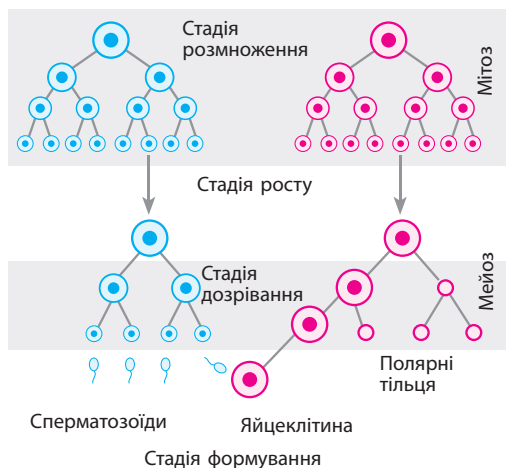 Стадія
розмноження
Мітоз
Стадія росту
Стадія
дозрівання
Мейоз
Полярні
тільця
Сперматозоїди
Яйцеклітина
Стадія формування